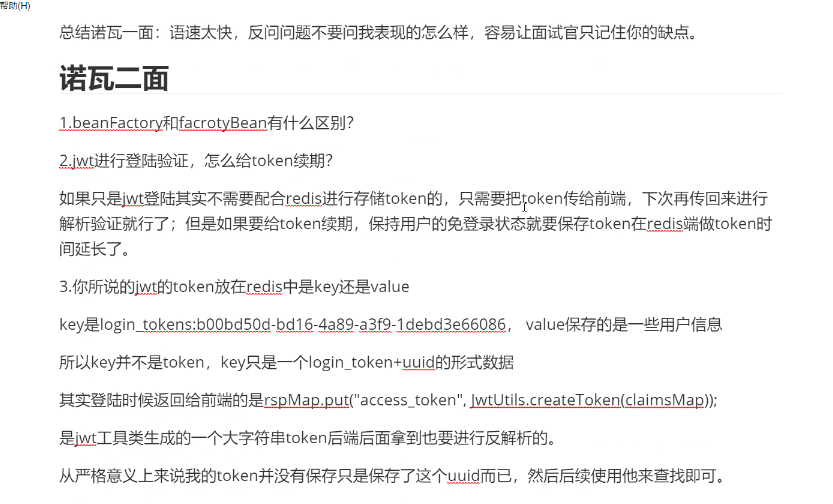 帮助(H)
总结诺瓦一面：语速太快，反问问题不要问我表现的怎么样，容易让面试官只记住你的缺点。
诺瓦二面
1.beanFactory和facrotyBean有什么区别？
2.jwt进行登陆验证，怎么给token续期？
如果只是jwt登陆其实不需要配合redis进行存储token的，只需要把token传给前端，下次再传回来进行
解析验证就行了；但是如果要给token续期，保持用户的免登录状态就要保存token在redis端做token时
间延长了。
3.你所说的jwt的token放在redis中是key还是value
key是login_tokens:b00bd50d-bd16-4a89-a3f9-1debd3e66086， value保存的是一些用户信息
所以key并不是token，key只是一个login_token+uuid的形式数据
其实登陆时候返回给前端的是rspMap.put("access_token", JwtUtils.createToken(claimsMap));
是jwt工具类生成的一个大字符串token后端后面拿到也要进行反解析的。
从严格意义上来说我的token并没有保存只是保存了这个uuid而已，然后后续使用他来查找即可。